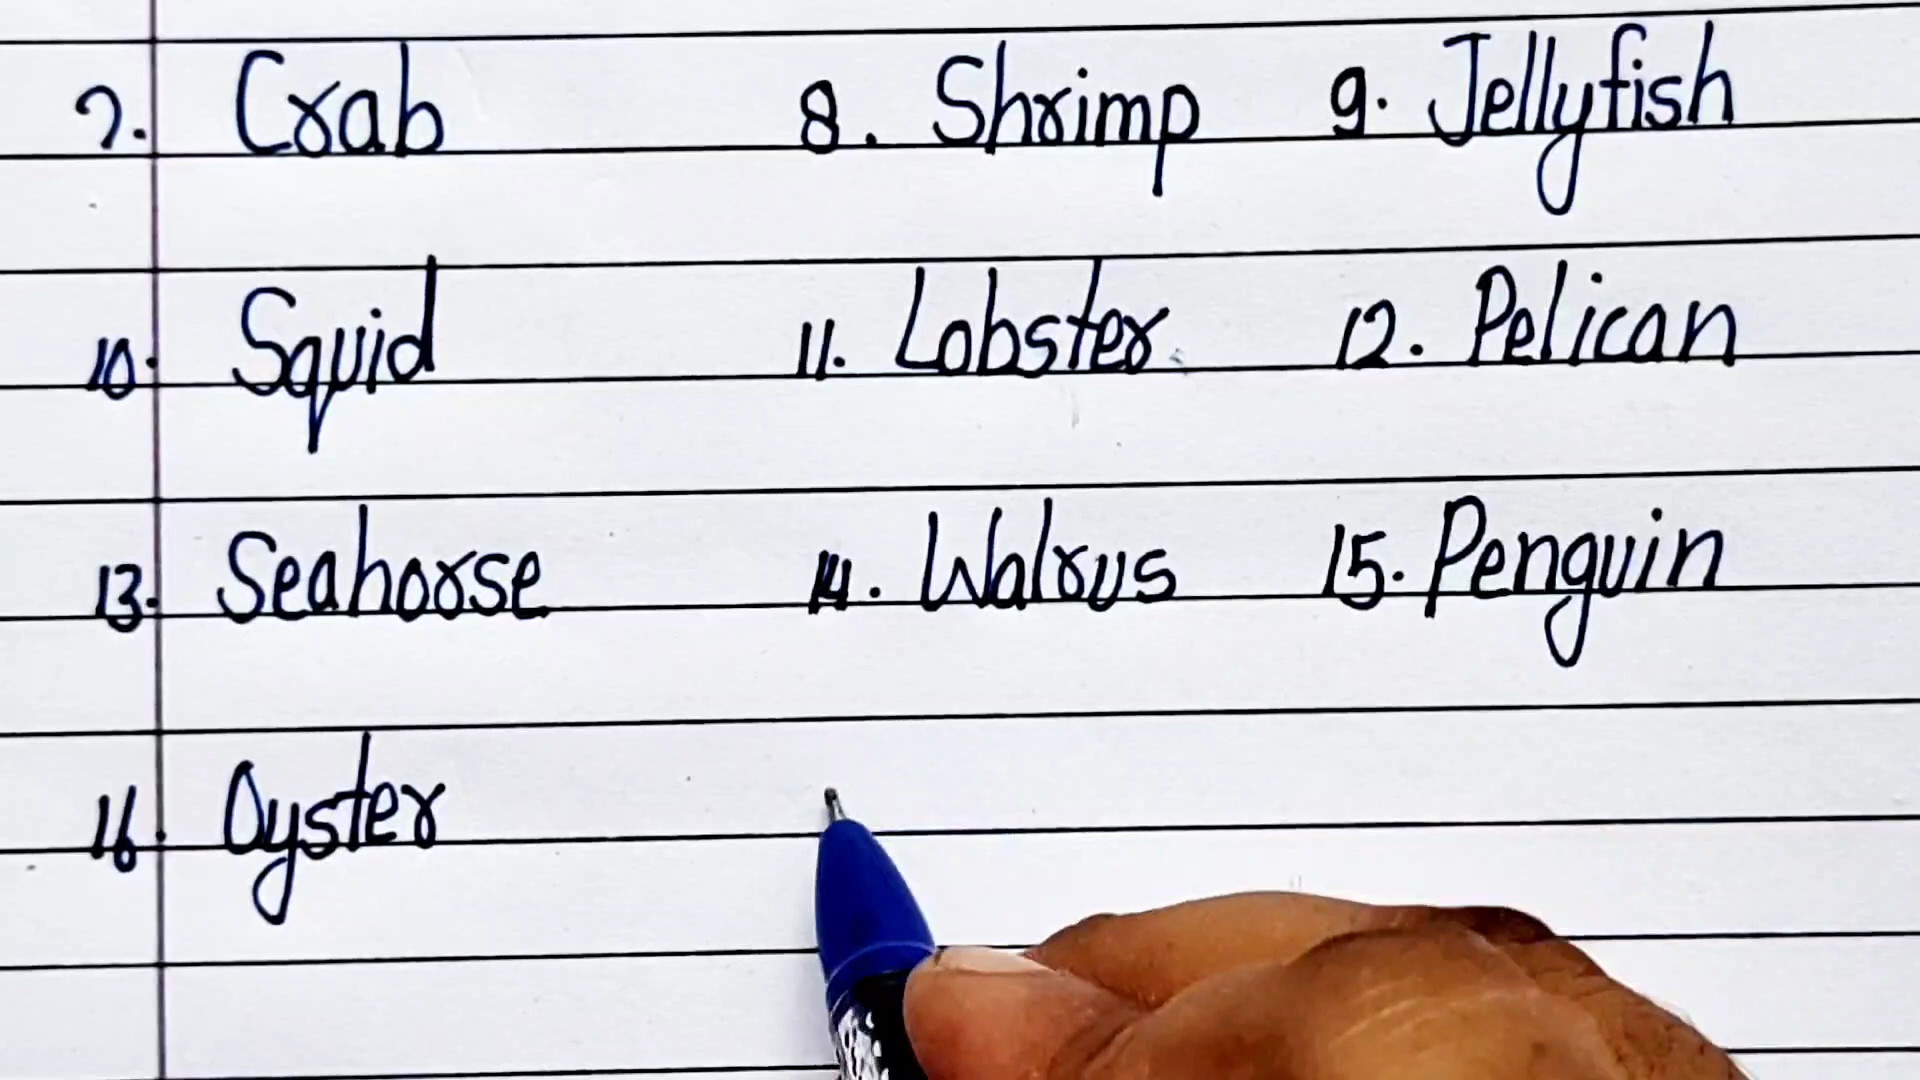 7. Crab 8. Shrimp 9. Jellyfish
10. Squid 11. Lobster 12. Pelican
13. Seahorse 14. Walrus 15. Penguin
16. Oyster